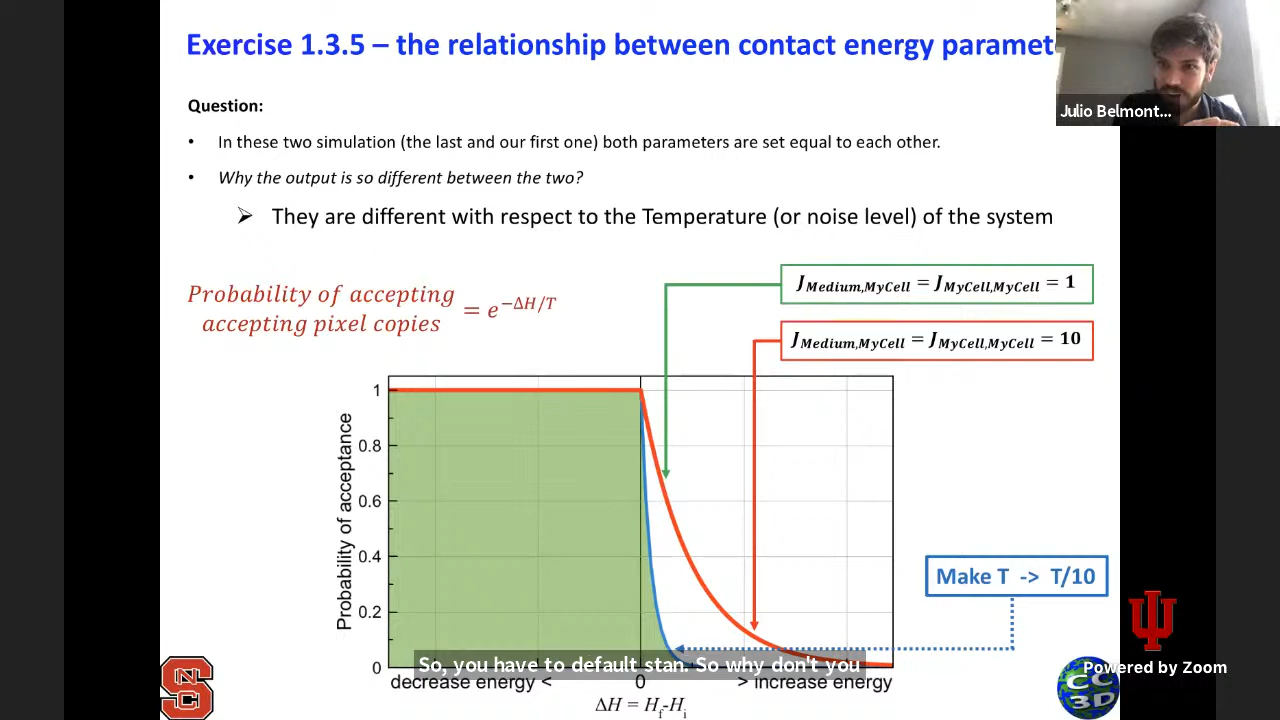 Exercise 1.3.5 – the relationship between contact energy paramet
Julio Belmont...
Question:
• In these two simulation (the last and our first one) both parameters are set equal to each other.
• Why the output is so different between the two?
➢ They are different with respect to the Temperature (or noise level) of the system
J_{Medium,MyCell} = J_{MyCell,MyCell} = 1
Probability of accepting
accepting pixel copies = e^{-ΔH/T}
J_{Medium,MyCell} = J_{MyCell,MyCell} = 10
1
0.8
0.6
0.4
0.2
0
Probability of acceptance
Make T -> T/10
So, you have to default stan. So why don't you
decrease energy < 0 > increase energy
ΔH = H_f-H_i
Powered by Zoom
CC
3D